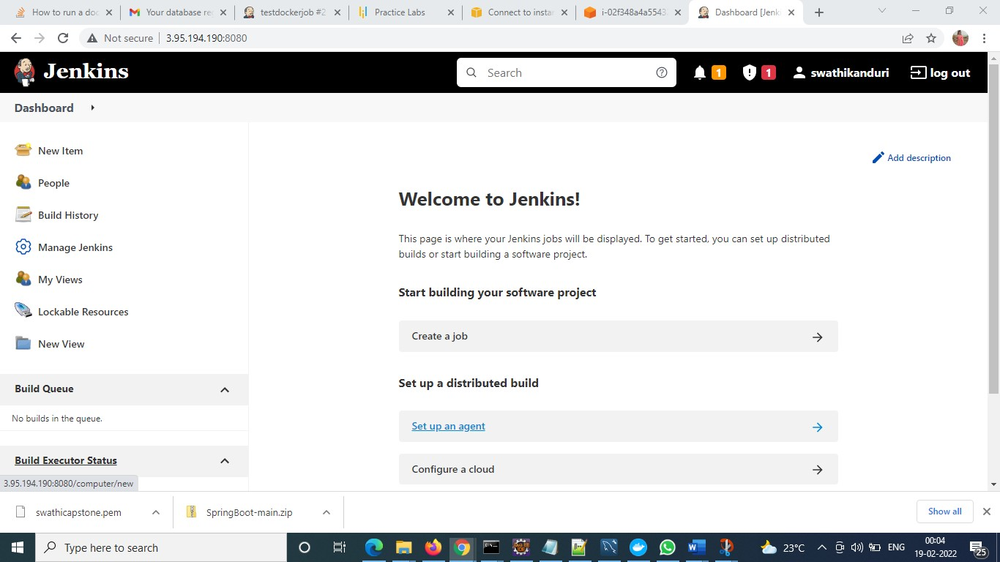 How to run a doc
Your database re
testdockerjob #2
Practice Labs
Connect to insta
i-02f348a4a5543
Dashboard [Jenk
Not secure
3.95.194.190:8080
Jenkins
Search
1
1
swathikanduri
log out
Dashboard
New Item
People
Build History
Manage Jenkins
My Views
Lockable Resources
New View
Build Queue
No builds in the queue.
Build Executor Status
3.95.194.190:8080/computer/new
Add description
Welcome to Jenkins!
This page is where your Jenkins jobs will be displayed. To get started, you can set up distributed
builds or start building a software project.
Start building your software project
Create a job
Set up a distributed build
Set up an agent
Configure a cloud
swathicapstone.pem
SpringBoot-main.zip
Show all
Type here to search
23°C
ENG
00:04
19-02-2022
25